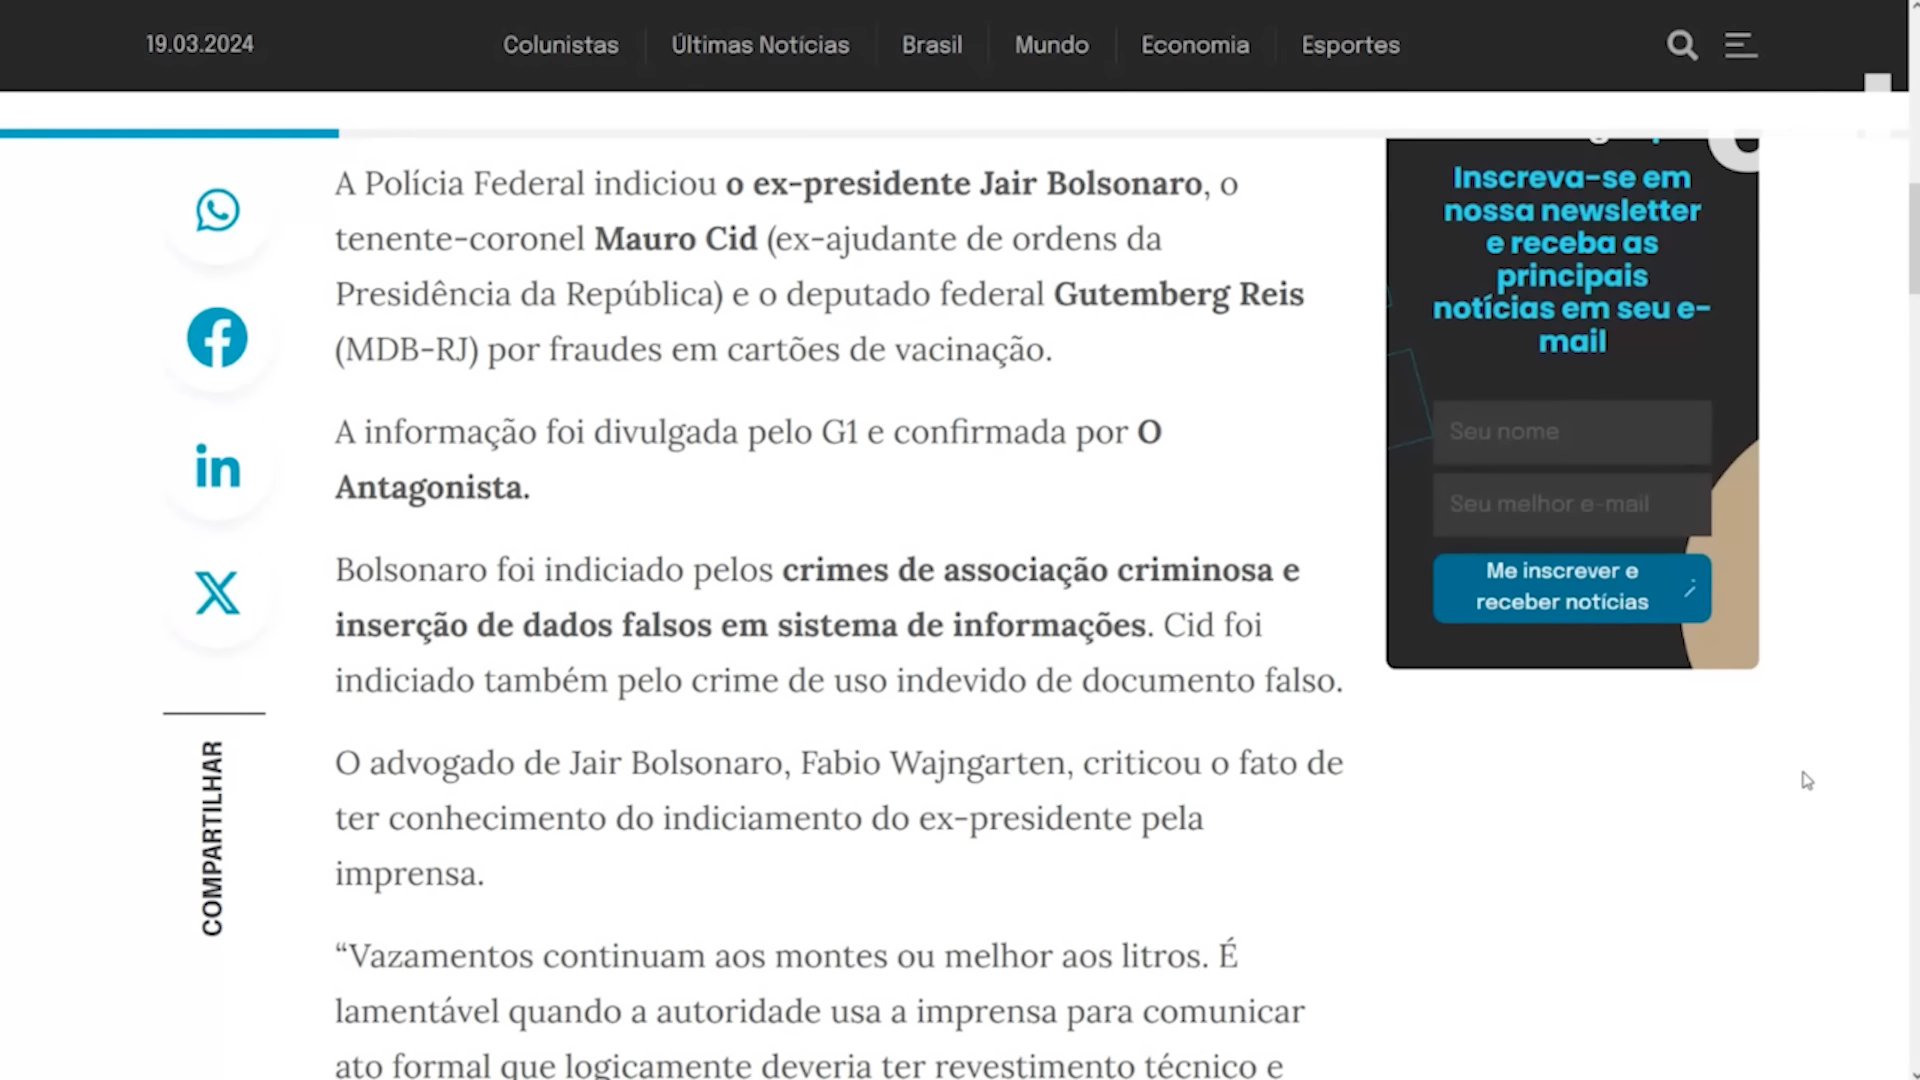 19.03.2024
Colunistas
Últimas Notícias
Brasil
Mundo
Economia
Esportes
A Polícia Federal indiciou o ex-presidente Jair Bolsonaro, o
tenente-coronel Mauro Cid (ex-ajudante de ordens da
Presidência da República) e o deputado federal Gutemberg Reis
(MDB-RJ) por fraudes em cartões de vacinação.
A informação foi divulgada pelo G1 e confirmada por O
Antagonista.
Bolsonaro foi indiciado pelos crimes de associação criminosa e
inserção de dados falsos em sistema de informações. Cid foi
indiciado também pelo crime de uso indevido de documento falso.
O advogado de Jair Bolsonaro, Fabio Wajngarten, criticou o fato de
ter conhecimento do indiciamento do ex-presidente pela
imprensa.
“Vazamentos continuam aos montes ou melhor aos litros. É
lamentável quando a autoridade usa a imprensa para comunicar
ato formal que logicamente deveria ter revestimento técnico e
COMPARTILHAR
Inscreva-se em
nossa newsletter
e receba as
principais
notícias em seu e-
mail
Seu nome
Seu melhor e-mail
Me inscrever e
receber notícias